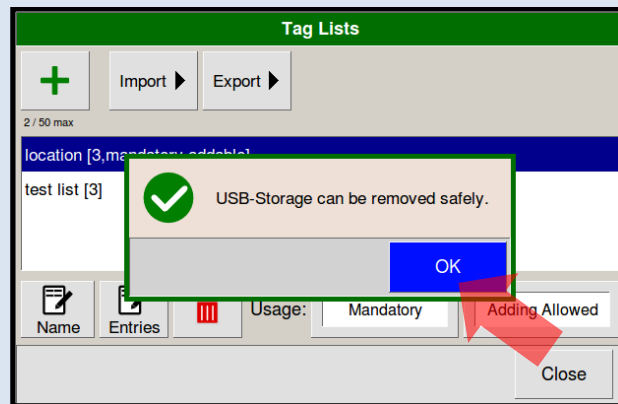 Tag Lists
Import Export
2 / 50 max
location [3,mandatory,addable]
test list [3]
USB-Storage can be removed safely.
OK
Name Entries Usage: Mandatory Adding Allowed
Close